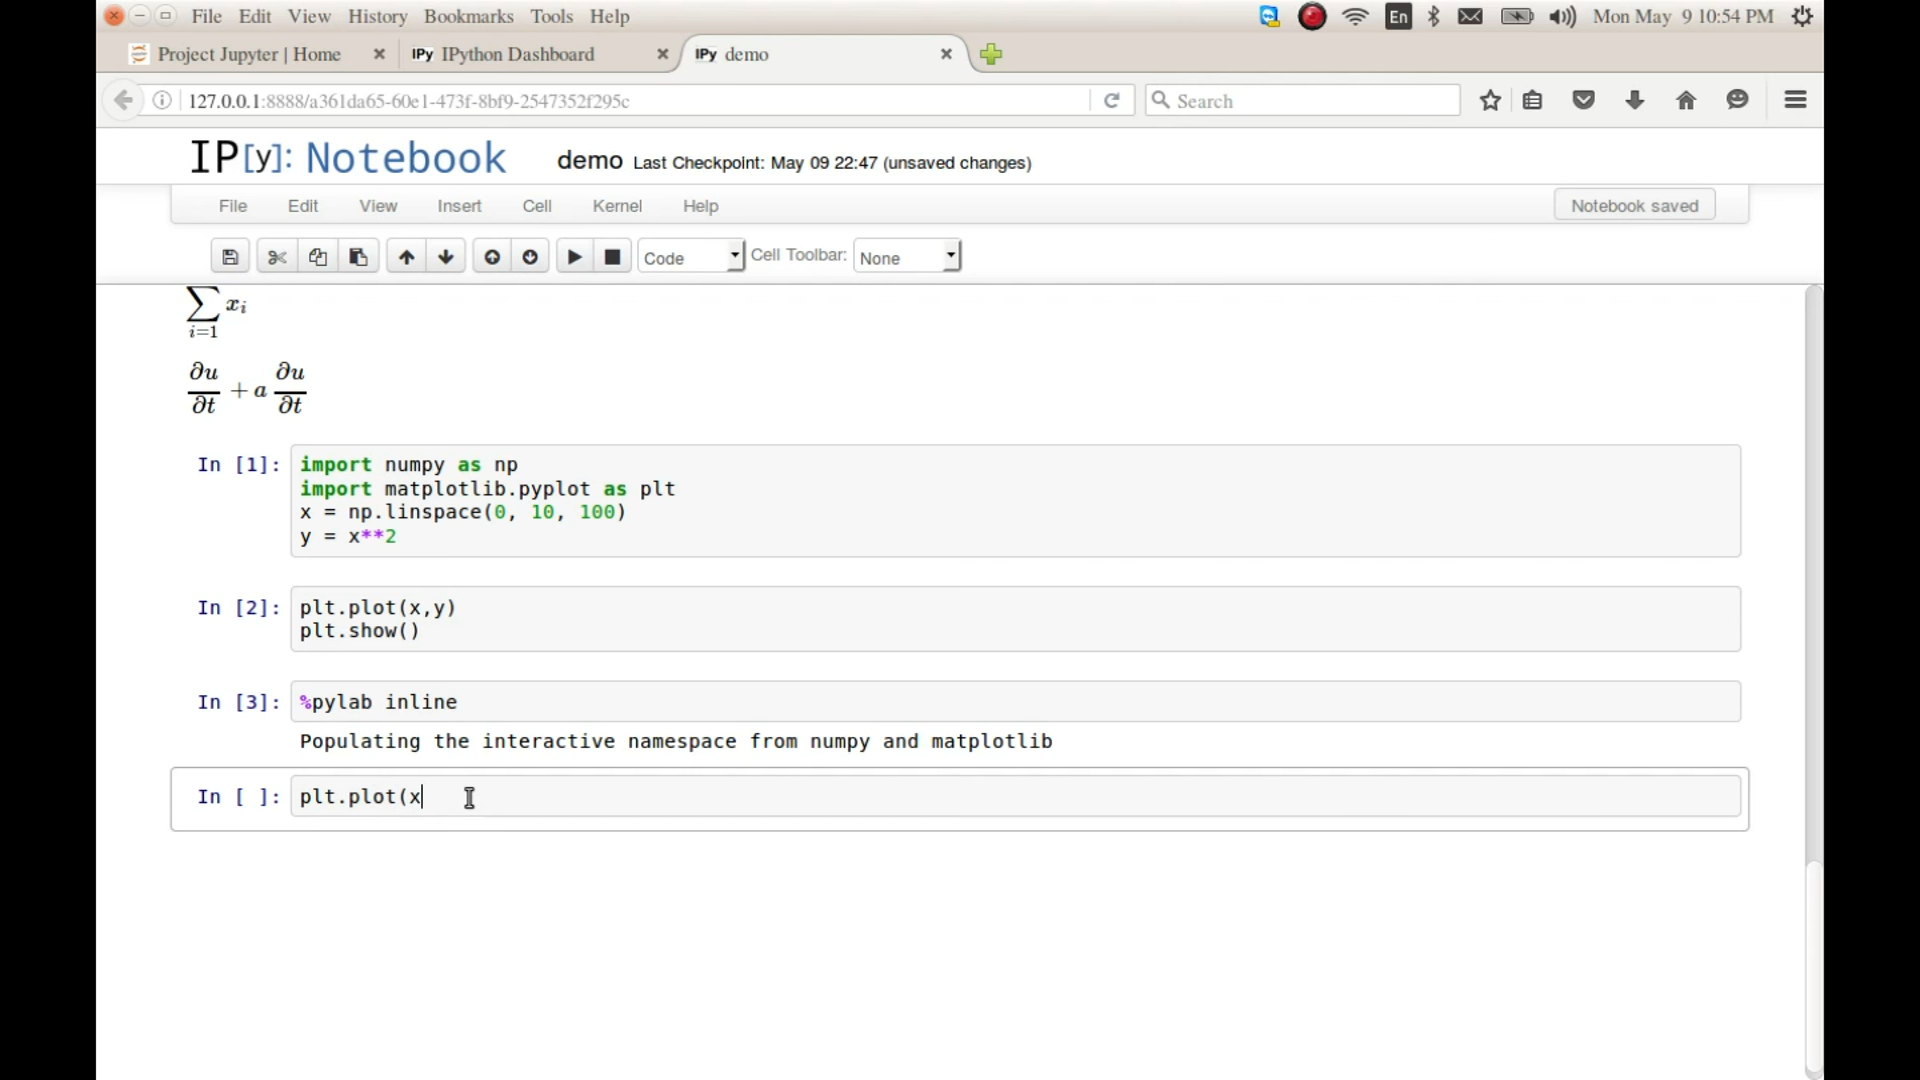 File Edit View History Bookmarks Tools Help En Mon May 9 10:54 PM
Project Jupyter | Home IPy IPython Dashboard IPy demo
127.0.0.1:8888/a361da65-60e1-473f-8bf9-2547352f295c Search
IP[y]: Notebook demo Last Checkpoint: May 09 22:47 (unsaved changes)
File Edit View Insert Cell Kernel Help Notebook saved
Code Cell Toolbar: None
∑ xᵢ
i=1
∂u/∂t + a ∂u/∂t
In [1]: import numpy as np
import matplotlib.pyplot as plt
x = np.linspace(0, 10, 100)
y = x**2
In [2]: plt.plot(x,y)
plt.show()
In [3]: %pylab inline
Populating the interactive namespace from numpy and matplotlib
In [ ]: plt.plot(x